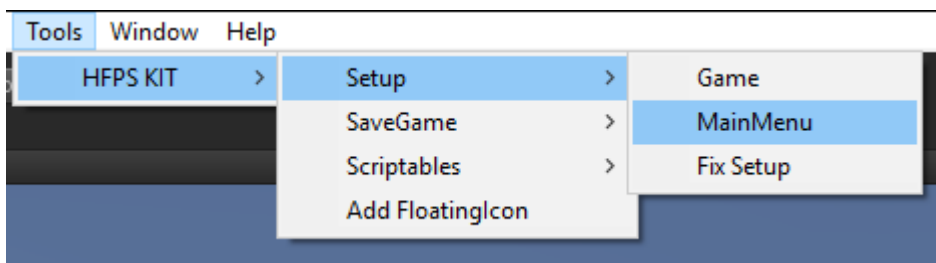 Tools Window Help
HFPS KIT > Setup > Game
SaveGame > MainMenu
Scriptables > Fix Setup
Add FloatingIcon